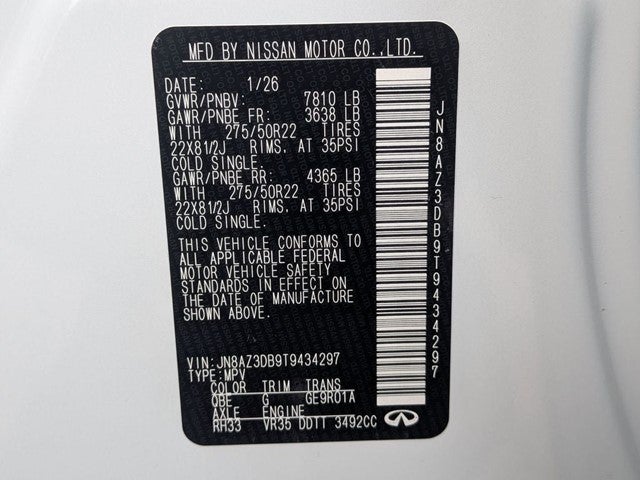 MFD BY NISSAN MOTOR CO.,LTD.
DATE: 1/26
GVWR/PNBV: 7810 LB
GAWR/PNBE FR: 3638 LB
WITH 275/50R22 TIRES
22X81/2J RIMS, AT 35PSI
COLD SINGLE.
GAWR/PNBE RR: 4365 LB
WITH 275/50R22 TIRES
22X81/2J RIMS, AT 35PSI
COLD SINGLE.
THIS VEHICLE CONFORMS TO
ALL APPLICABLE FEDERAL
MOTOR VEHICLE SAFETY
STANDARDS IN EFFECT ON
THE DATE OF MANUFACTURE
SHOWN ABOVE.
VIN: JN8AZ3DB9T9434297
TYPE: MPV
COLOR TRIM TRANS
QBE G GE9R01A
AXLE ENGINE
RH33 VR35 DDTT 3492CC
JN8AZ3DB9T9434297